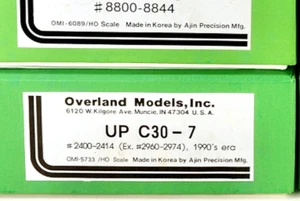 #8800-8844
OMI-6089/HO Scale Made in Korea by Ajin Precision Mfg.
Overland Models, Inc.
6120 W. Kilgore Ave. Muncie, IN 47304 U.S.A.
UP C30-7
#2400-2414 (Ex. #2960-2974), 1990's era
OMI-5733 /HO Scale Made in Korea by Ajin Precision Mfg.